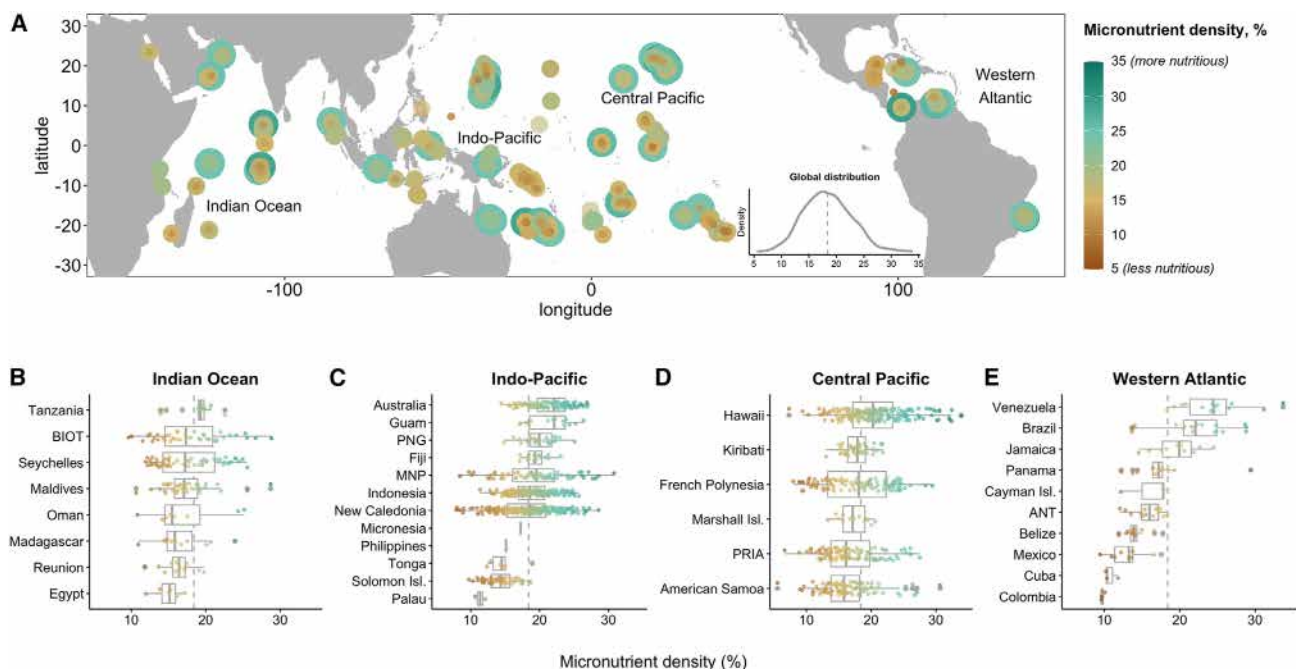 A
30
20
10
0
-10
-20
-30
latitude
-100
0
100
longitude
Indian Ocean
Indo-Pacific
Central Pacific
Western
Altantic
Global distribution
Density
5 10 15 20 25 30 35
Micronutrient density, %
35 (more nutritious)
30
25
20
15
10
5 (less nutritious)
B Indian Ocean
Tanzania
BIOT
Seychelles
Maldives
Oman
Madagascar
Reunion
Egypt
10 20 30
C Indo-Pacific
Australia
Guam
PNG
Fiji
MNP
Indonesia
New Caledonia
Micronesia
Philippines
Tonga
Solomon Isl.
Palau
10 20 30
D Central Pacific
Hawaii
Kiribati
French Polynesia
Marshall Isl.
PRIA
American Samoa
10 20 30
E Western Atlantic
Venezuela
Brazil
Jamaica
Panama
Cayman Isl.
ANT
Belize
Mexico
Cuba
Colombia
10 20 30
Micronutrient density (%)